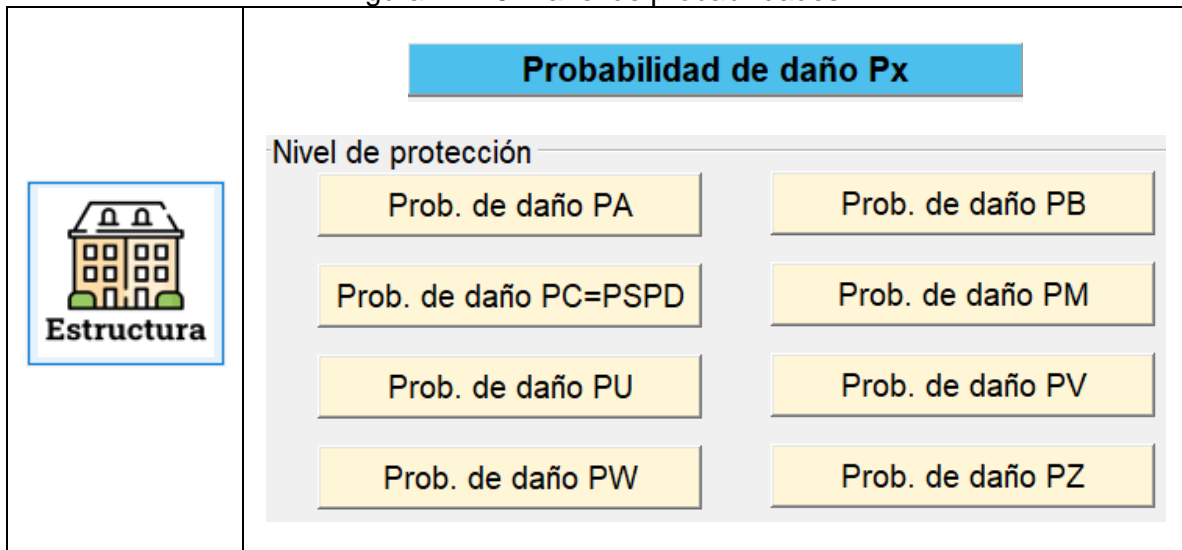 Probabilidad de daño Px
Nivel de protección
Prob. de daño PA
Prob. de daño PB
Prob. de daño PC=PSPD
Prob. de daño PM
Estructura
Prob. de daño PU
Prob. de daño PV
Prob. de daño PW
Prob. de daño PZ